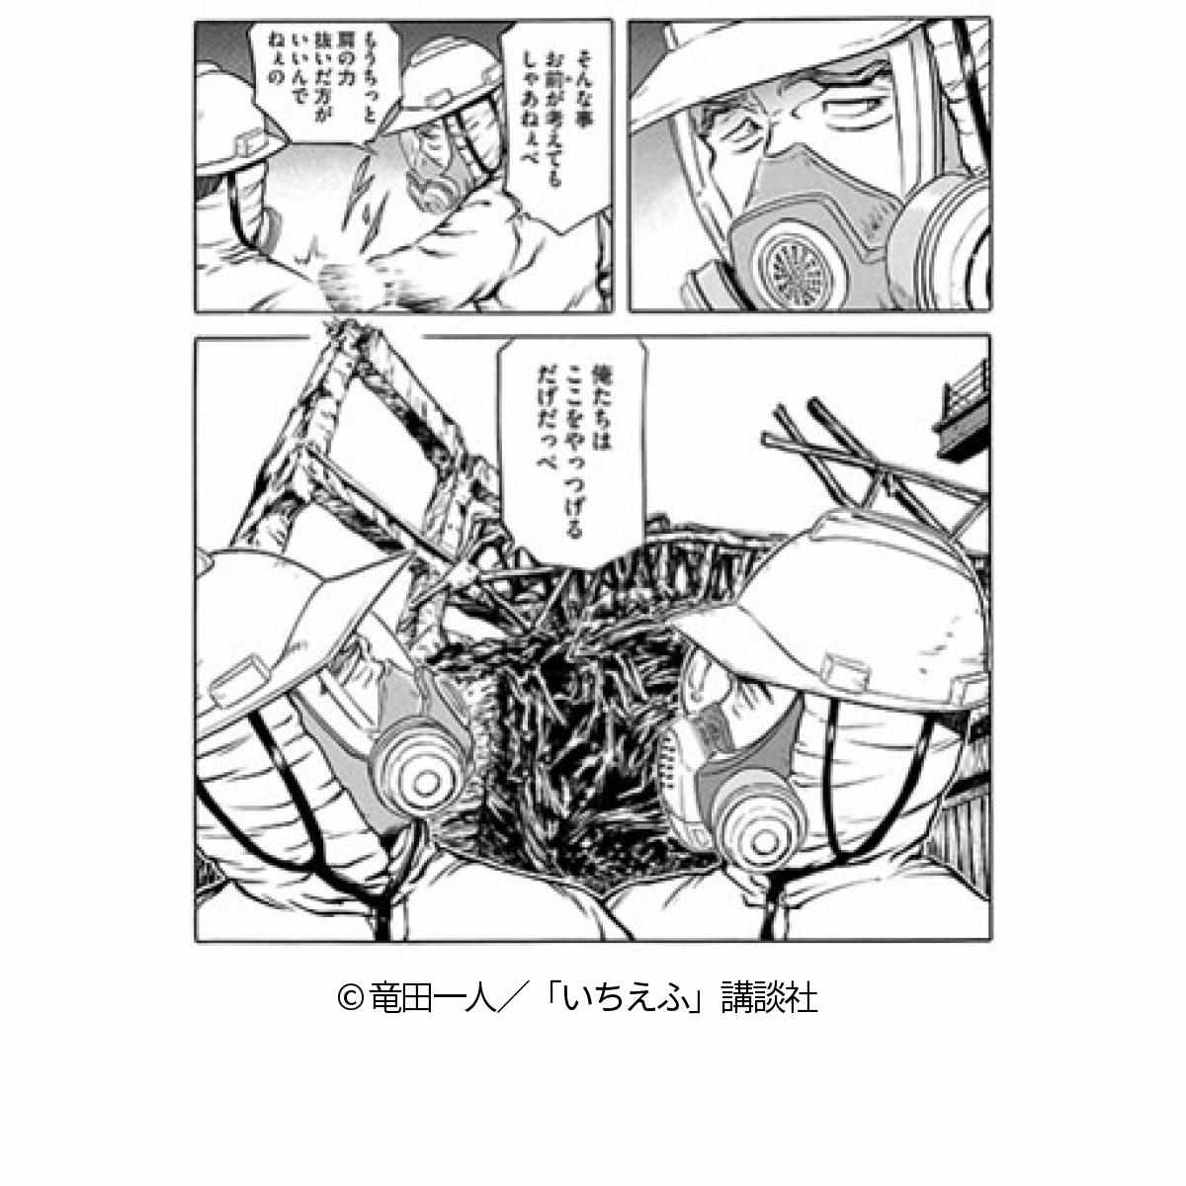 そんな事
お前が考えても
しゃあねぇべ
もうちっと
肩の力
抜いだ方が
いいんで
ねぇの
俺たちは
ここをやっつげる
だげだっぺ
©竜田一人／「いちえふ」講談社